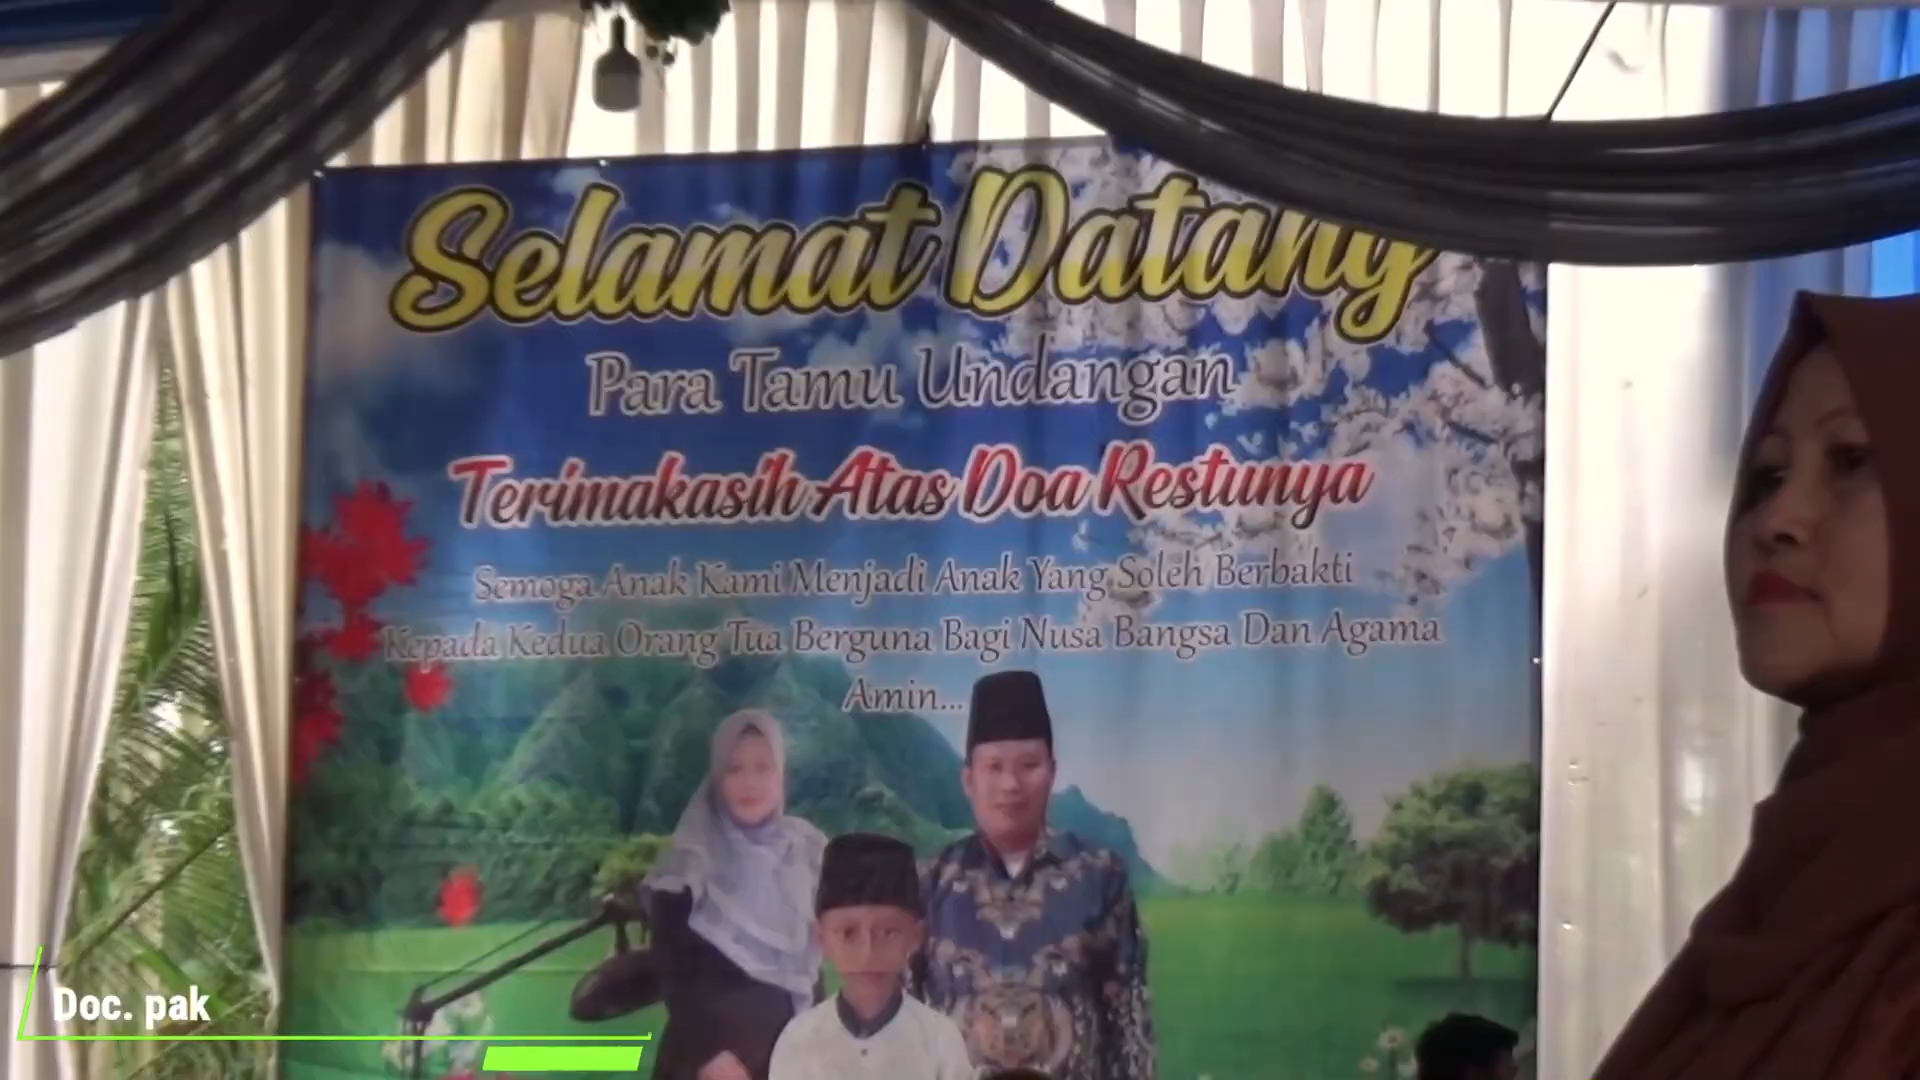 Selamat Datang
Para Tamu Undangan
Terimakasih Atas Doa Restunya
Semoga Anak Kami Menjadi Anak Yang Soleh Berbakti
Kepada Kedua Orang Tua Berguna Bagi Nusa Bangsa Dan Agama
Amin...
Doc. pak